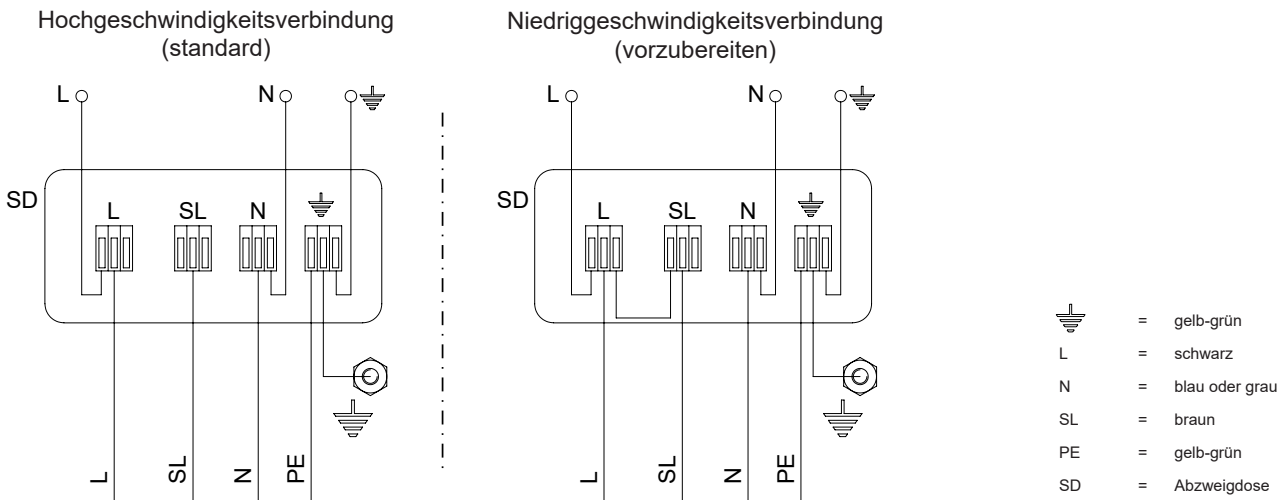 Hochgeschwindigkeitsverbindung
(standard)
L
N
SD
L
SL
N
L
SL
N
PE
Niedriggeschwindigkeitsverbindung
(vorzubereiten)
L
N
SD
L
SL
N
L
SL
N
PE
= gelb-grün
L = schwarz
N = blau oder grau
SL = braun
PE = gelb-grün
SD = Abzweigdose